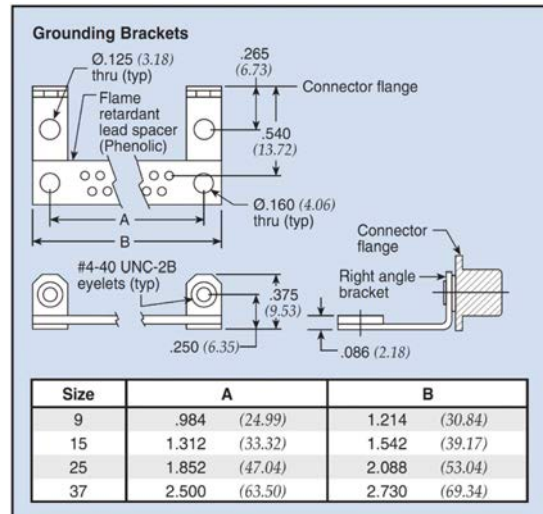 Grounding Brackets
Ø.125 (3.18)
thru (typ)
.265
(6.73)
Connector flange
Flame
retardant
lead spacer
(Phenolic)
.540
(13.72)
Ø.160 (4.06)
thru (typ)
A
B
Connector
flange
#4-40 UNC-2B
eyelets (typ)
Right angle
bracket
.375
(9.53)
.250 (6.35)
.086 (2.18)
Size A B
9 .984 (24.99) 1.214 (30.84)
15 1.312 (33.32) 1.542 (39.17)
25 1.852 (47.04) 2.088 (53.04)
37 2.500 (63.50) 2.730 (69.34)